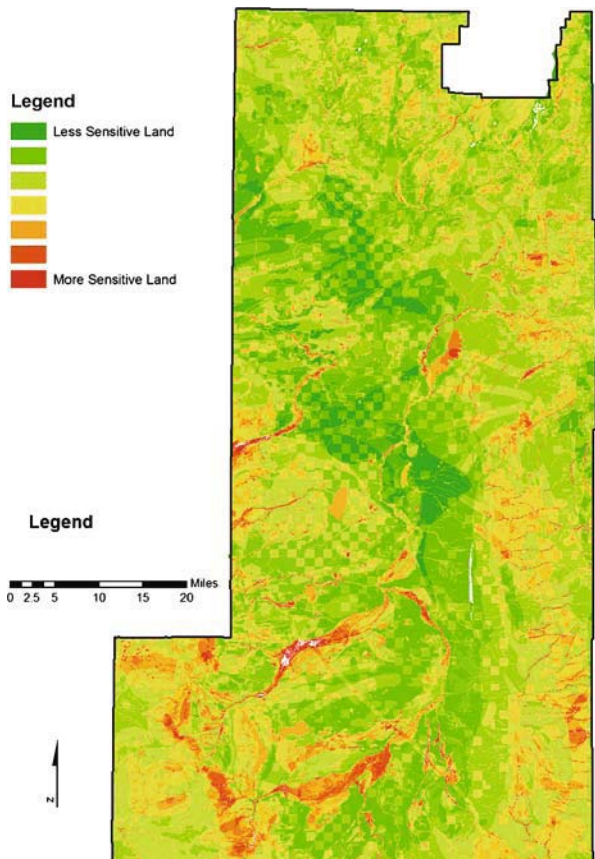 Legend
Less Sensitive Land
More Sensitive Land
Legend
Miles
0 2.5 5 10 15 20
N